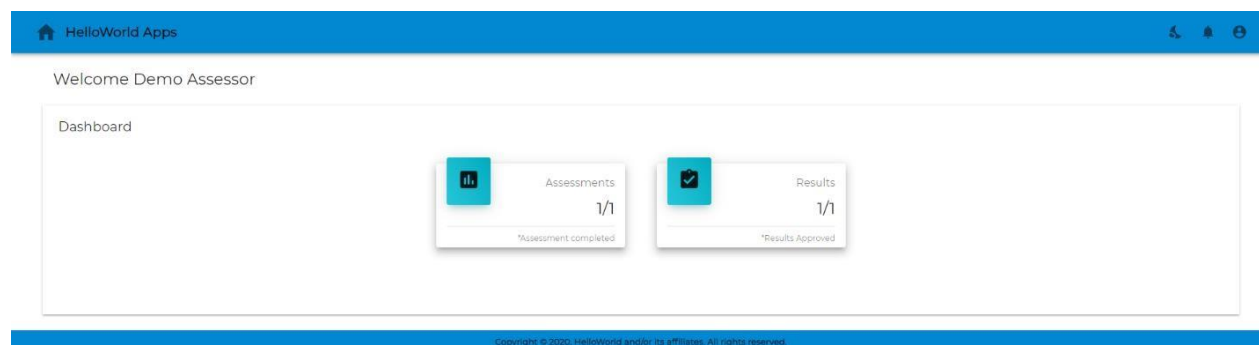 HelloWorld Apps
Welcome Demo Assessor
Dashboard
Assessments
1/1
*Assessment completed
Results
1/1
*Results Approved
Copyright © 2020. HelloWorld and/or its affiliates. All rights reserved.